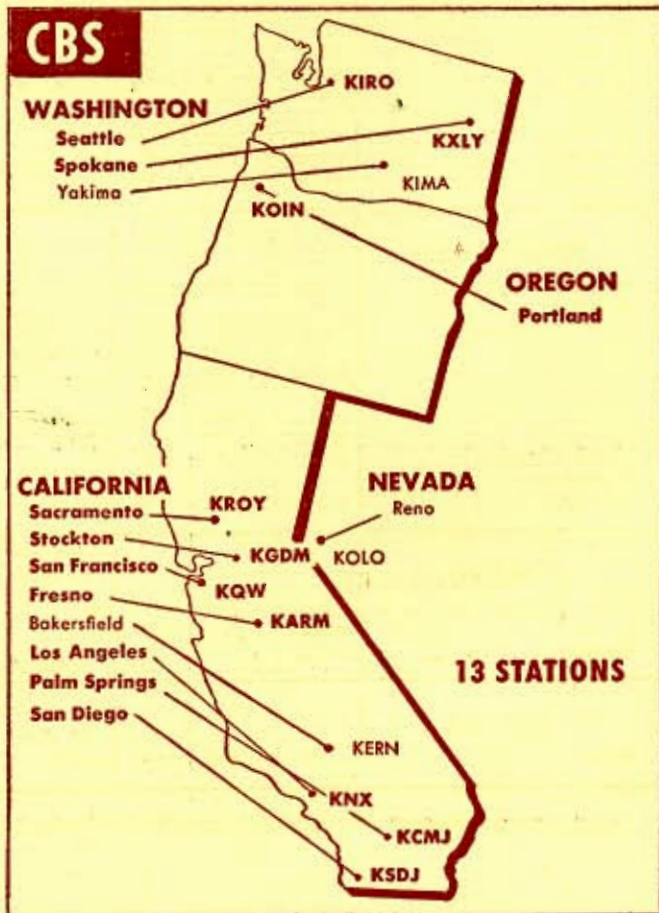 CBS
WASHINGTON
Seattle
Spokane
Yakima
KIRO
KXLY
KIMA
KOIN
OREGON
Portland
CALIFORNIA
Sacramento
Stockton
San Francisco
Fresno
Bakersfield
Los Angeles
Palm Springs
San Diego
KROY
KGDM
KQW
KARM
NEVADA
Reno
KOLO
13 STATIONS
KERN
KNX
KCMJ
KSDJ